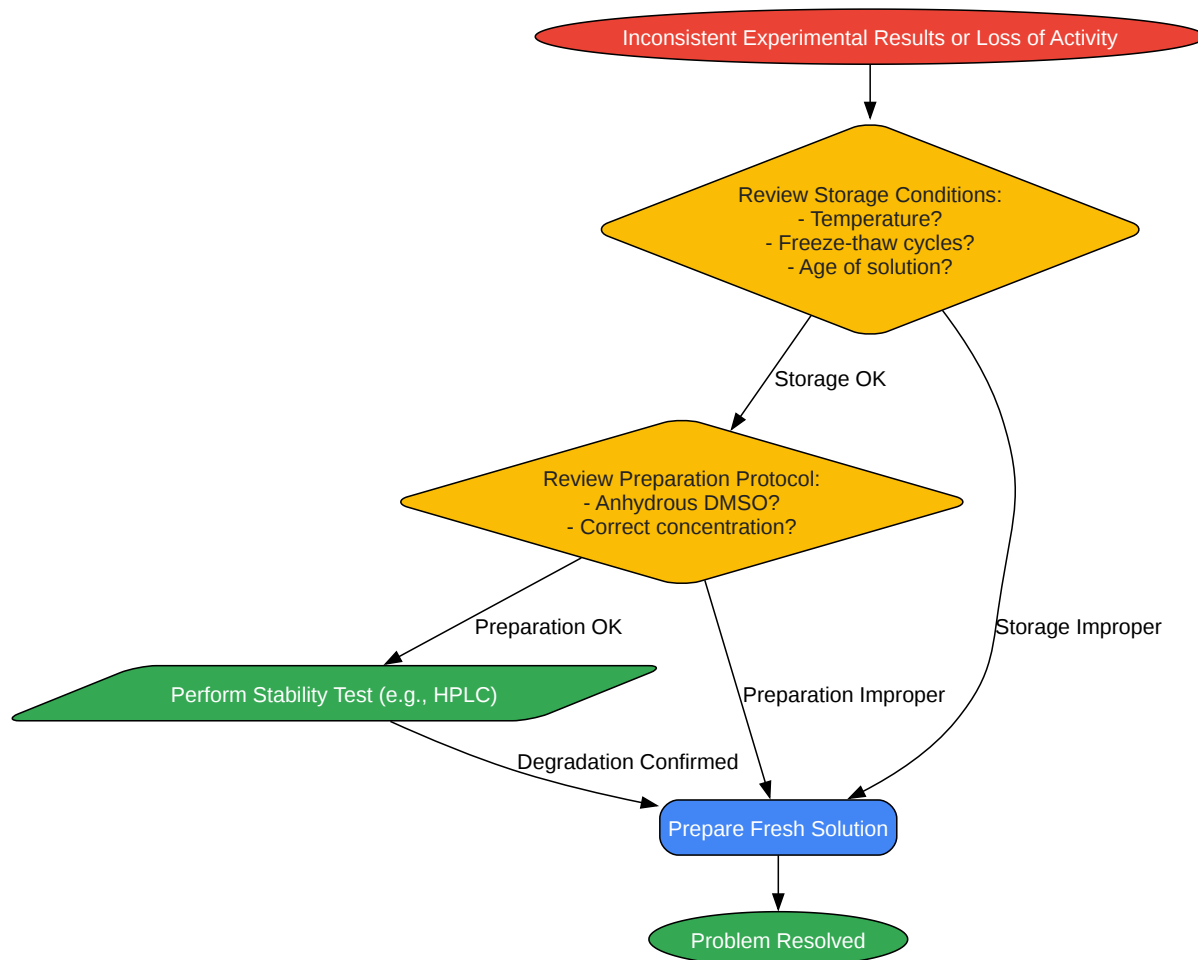 Inconsistent Experimental Results or Loss of Activity
Review Storage Conditions:
- Temperature?
- Freeze-thaw cycles?
- Age of solution?
Storage OK
Review Preparation Protocol:
- Anhydrous DMSO?
- Correct concentration?
Preparation OK
Storage Improper
Perform Stability Test (e.g., HPLC)
Preparation Improper
Degradation Confirmed
Prepare Fresh Solution
Problem Resolved